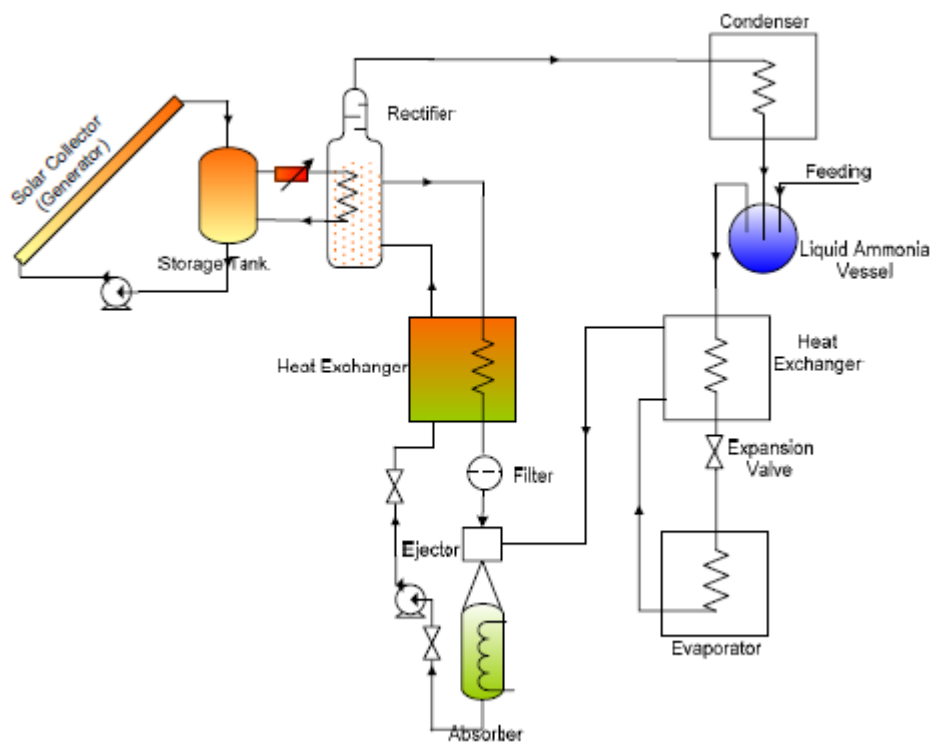 Condenser
Rectifier
Solar Collector
(Generator)
Feeding
Storage Tank.
Liquid Ammonia
Vessel
Heat Exchanger
Heat
Exchanger
Expansion
Valve
Filter
Ejector
Evaporator
Absorber